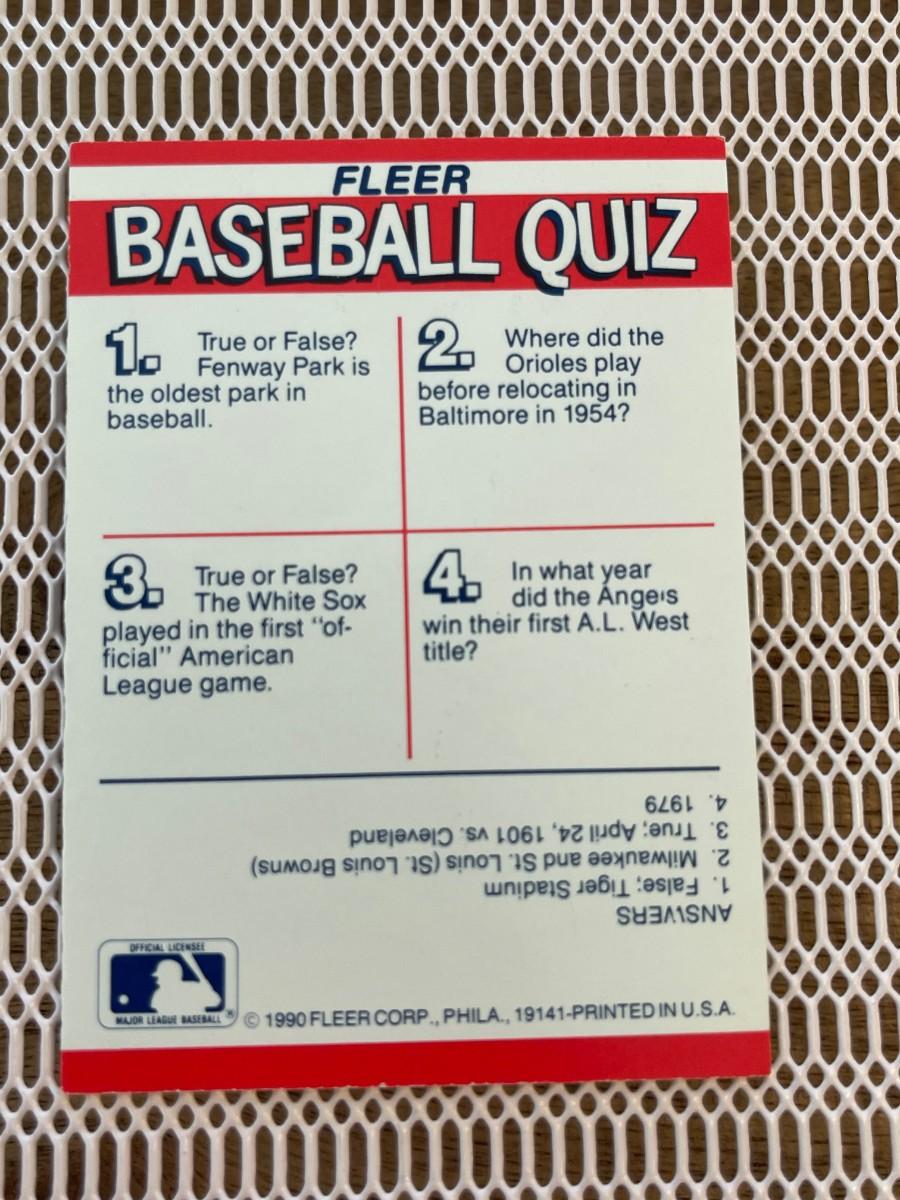 FLEER
BASEBALL QUIZ
1. True or False?
Fenway Park is
the oldest park in
baseball.
2. Where did the
Orioles play
before relocating in
Baltimore in 1954?
3. True or False?
The White Sox
played in the first "of-
ficial" American
League game.
4. In what year
did the Angels
win their first A.L. West
title?
ANSWERS
1. False; Tiger Stadium
2. Milwaukee and St. Louis (St. Louis Browns)
3. True; April 24, 1901 vs. Cleveland
4. 1979
OFFICIAL LICENSEE
MAJOR LEAGUE BASEBALL ®
© 1990 FLEER CORP., PHILA., 19141-PRINTED IN U.S.A.